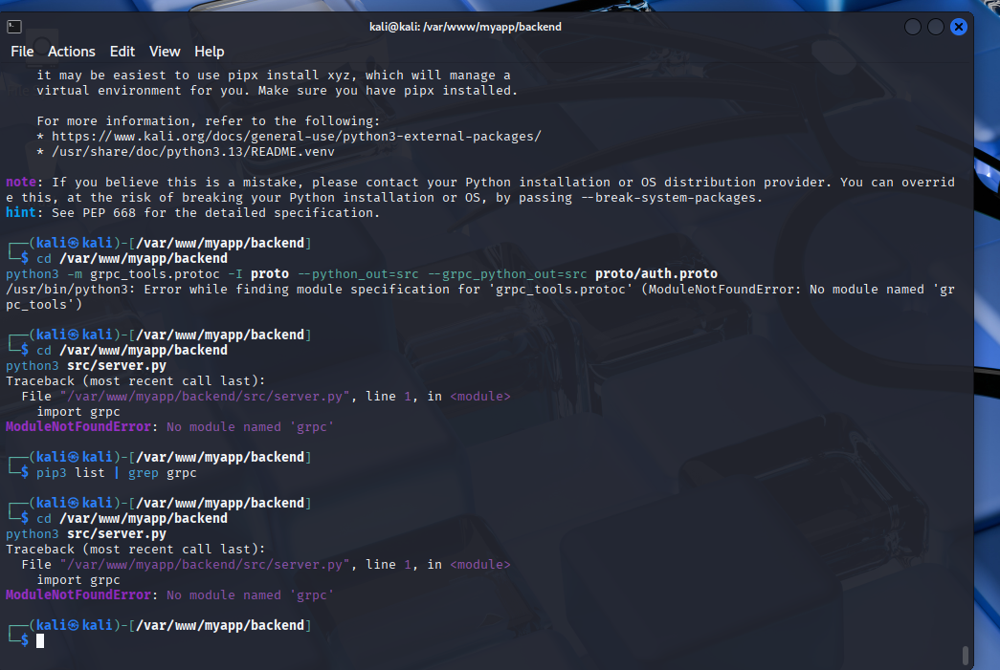 kali@kali: /var/www/myapp/backend
File Actions Edit View Help
it may be easiest to use pipx install xyz, which will manage a
virtual environment for you. Make sure you have pipx installed.
For more information, refer to the following:
* https://www.kali.org/docs/general-use/python3-external-packages/
* /usr/share/doc/python3.13/README.venv
note: If you believe this is a mistake, please contact your Python installation or OS distribution provider. You can overrid
e this, at the risk of breaking your Python installation or OS, by passing --break-system-packages.
hint: See PEP 668 for the detailed specification.
┌──(kali㉿kali)-[/var/www/myapp/backend]
└─$ cd /var/www/myapp/backend
python3 -m grpc_tools.protoc -I proto --python_out=src --grpc_python_out=src proto/auth.proto
/usr/bin/python3: Error while finding module specification for 'grpc_tools.protoc' (ModuleNotFoundError: No module named 'gr
pc_tools')
┌──(kali㉿kali)-[/var/www/myapp/backend]
└─$ cd /var/www/myapp/backend
python3 src/server.py
Traceback (most recent call last):
File "/var/www/myapp/backend/src/server.py", line 1, in <module>
import grpc
ModuleNotFoundError: No module named 'grpc'
┌──(kali㉿kali)-[/var/www/myapp/backend]
└─$ pip3 list | grep grpc
┌──(kali㉿kali)-[/var/www/myapp/backend]
└─$ cd /var/www/myapp/backend
python3 src/server.py
Traceback (most recent call last):
File "/var/www/myapp/backend/src/server.py", line 1, in <module>
import grpc
ModuleNotFoundError: No module named 'grpc'
┌──(kali㉿kali)-[/var/www/myapp/backend]
└─$